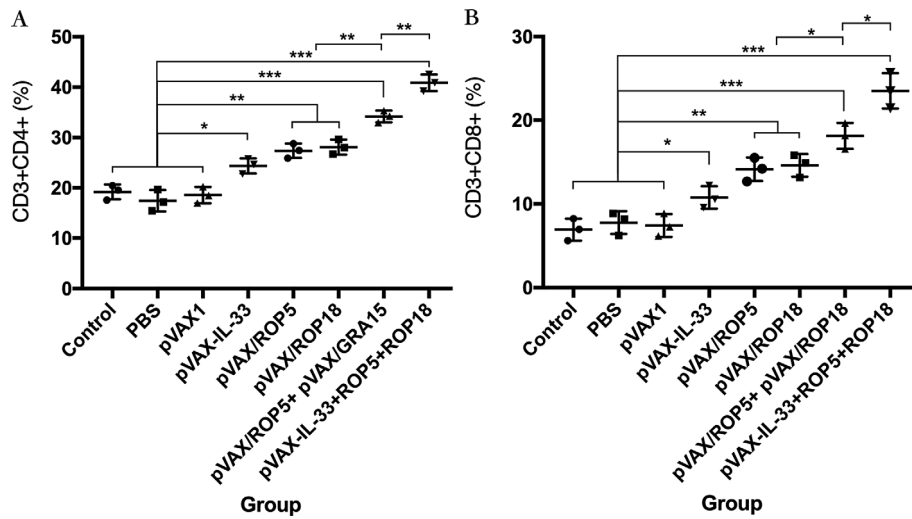 A
CD3+CD4+ (%)
50
40
30
20
10
0
**
**
***
***
**
*
Control
PBS
pVAX1
pVAX-IL-33
pVAX/ROP5
pVAX/ROP18
pVAX/ROP5+ pVAX/GRA15
pVAX-IL-33+ROP5+ROP18
Group
B
CD3+CD8+ (%)
30
20
10
0
*
*
***
***
**
*
Control
PBS
pVAX1
pVAX-IL-33
pVAX/ROP5
pVAX/ROP18
pVAX/ROP5+ pVAX/ROP18
pVAX-IL-33+ROP5+ROP18
Group